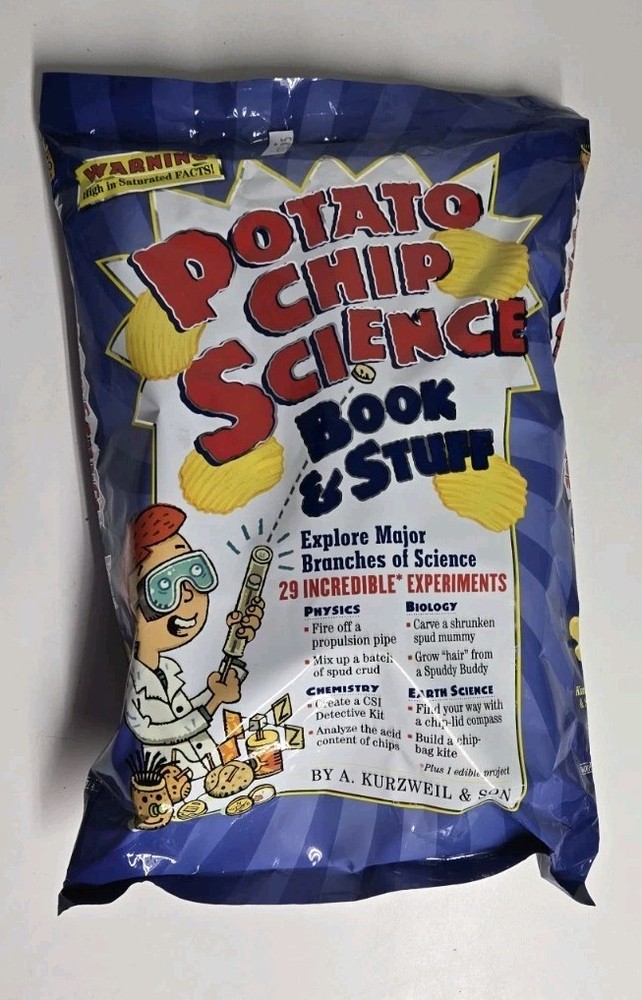 WARNING
High in Saturated FACTS!
POTATO
CHIP
SCIENCE
BOOK
& STUFF
Explore Major
Branches of Science
29 INCREDIBLE* EXPERIMENTS
PHYSICS
▪ Fire off a
propulsion pipe
▪ Mix up a batch
of spud crud
BIOLOGY
▪ Carve a shrunken
spud mummy
▪ Grow "hair" from
a Spuddy Buddy
CHEMISTRY
▪ Create a CSI
Detective Kit
▪ Analyze the acid
content of chips
EARTH SCIENCE
▪ Find your way with
a chip-lid compass
▪ Build a chip-
bag kite
*Plus 1 edible project
BY A. KURZWEIL & SON